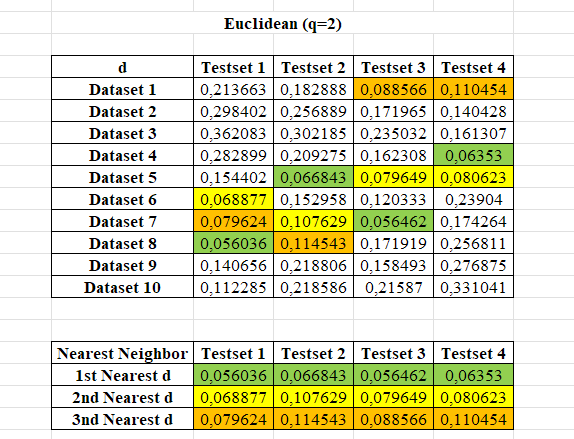 Euclidean (q=2)
d Testset 1 Testset 2 Testset 3 Testset 4
Dataset 1 0,213663 0,182888 0,088566 0,110454
Dataset 2 0,298402 0,256889 0,171965 0,140428
Dataset 3 0,362083 0,302185 0,235032 0,161307
Dataset 4 0,282899 0,209275 0,162308 0,06353
Dataset 5 0,154402 0,066843 0,079649 0,080623
Dataset 6 0,068877 0,152958 0,120333 0,23904
Dataset 7 0,079624 0,107629 0,056462 0,174264
Dataset 8 0,056036 0,114543 0,171919 0,256811
Dataset 9 0,140656 0,218806 0,158493 0,276875
Dataset 10 0,112285 0,218586 0,21587 0,331041
Nearest Neighbor Testset 1 Testset 2 Testset 3 Testset 4
1st Nearest d 0,056036 0,066843 0,056462 0,06353
2nd Nearest d 0,068877 0,107629 0,079649 0,080623
3nd Nearest d 0,079624 0,114543 0,088566 0,110454